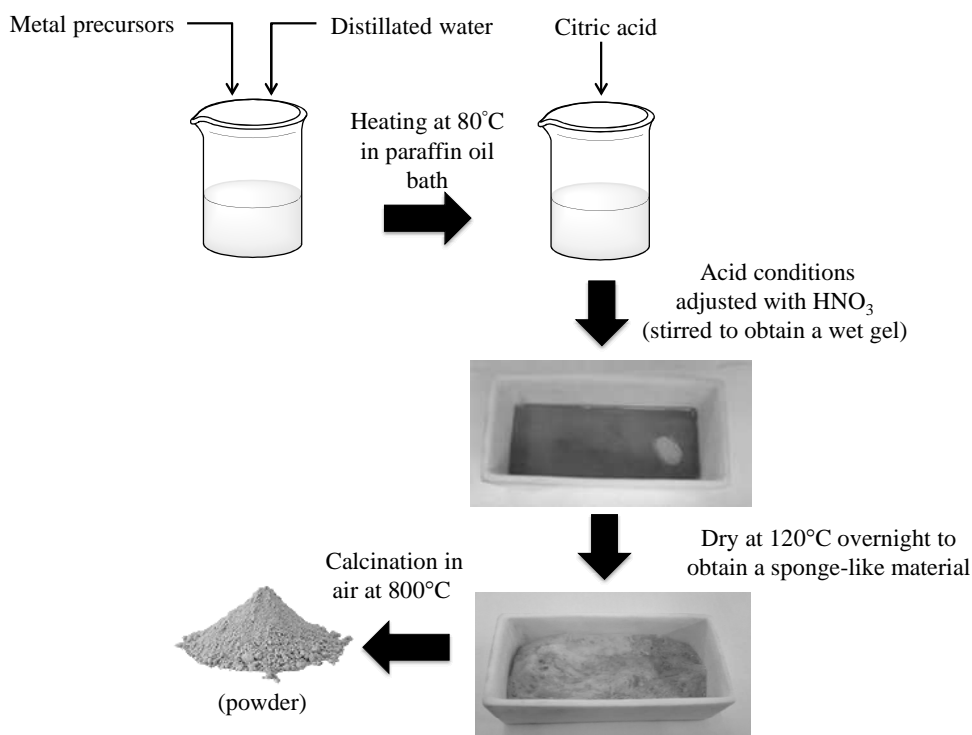 Metal precursors
Distillated water
Citric acid
Heating at 80°C
in paraffin oil
bath
Acid conditions
adjusted with HNO₃
(stirred to obtain a wet gel)
Dry at 120°C overnight to
obtain a sponge-like material
Calcination in
air at 800°C
(powder)